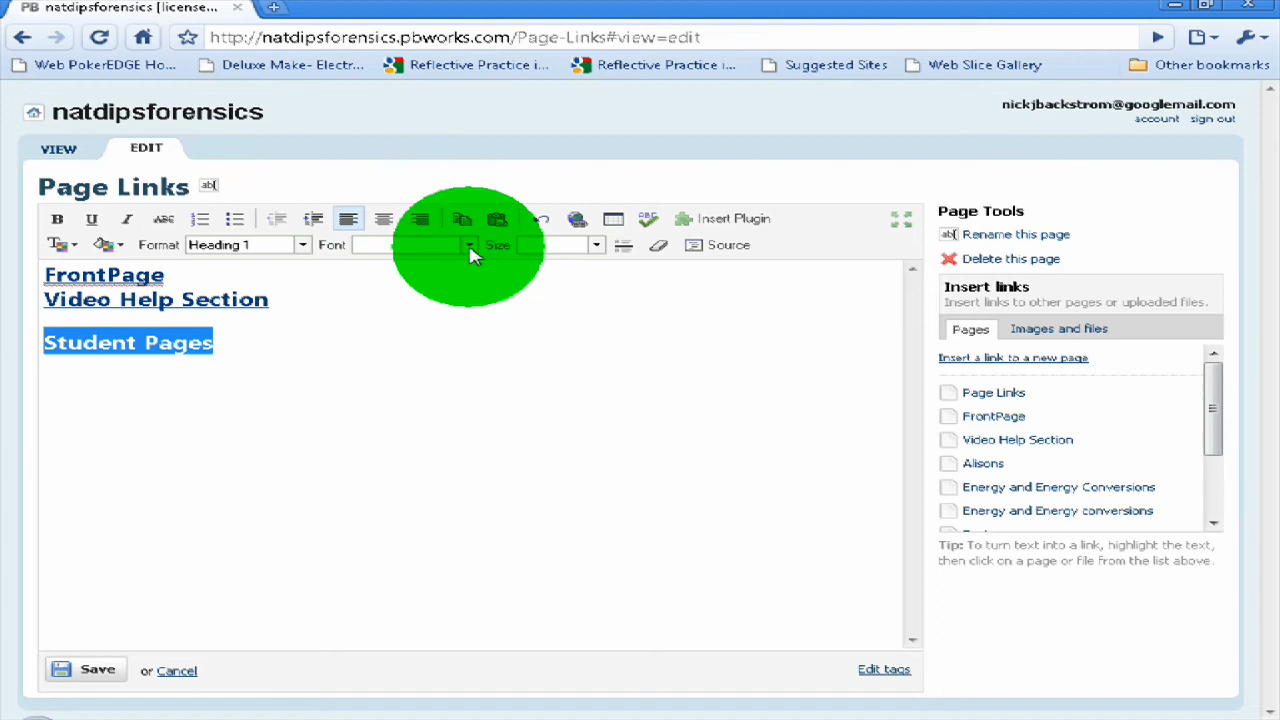 PB natdipsforensics [license...
http://natdipsforensics.pbworks.com/Page-Links#view=edit
Web PokerEDGE Ho... Deluxe Make- Electr... Reflective Practice i... Reflective Practice i... Suggested Sites Web Slice Gallery Other bookmarks
natdipsforensics
nickjbackstrom@googlemail.com
account sign out
VIEW EDIT
Page Links ab[
B U I ABC ABC Insert Plugin
Format Heading 1 Font Size Source
FrontPage
Video Help Section
Student Pages
Save or Cancel
Edit tags
Page Tools
ab[ Rename this page
Delete this page
Insert links
Insert links to other pages or uploaded files.
Pages Images and files
Insert a link to a new page
Page Links
FrontPage
Video Help Section
Alisons
Energy and Energy Conversions
Energy and Energy conversions
Tip: To turn text into a link, highlight the text,
then click on a page or file from the list above.